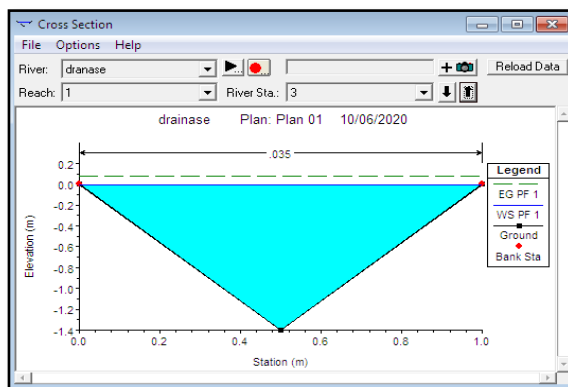 Cross Section
File Options Help
River: dranase Reload Data
Reach: 1 River Sta.: 3
drainase Plan: Plan 01 10/06/2020
.035
Legend
EG PF 1
WS PF 1
Ground
Bank Sta
Elevation (m)
0.2
0.0
-0.2
-0.4
-0.6
-0.8
-1.0
-1.2
-1.4
0.0 0.2 0.4 0.6 0.8 1.0
Station (m)